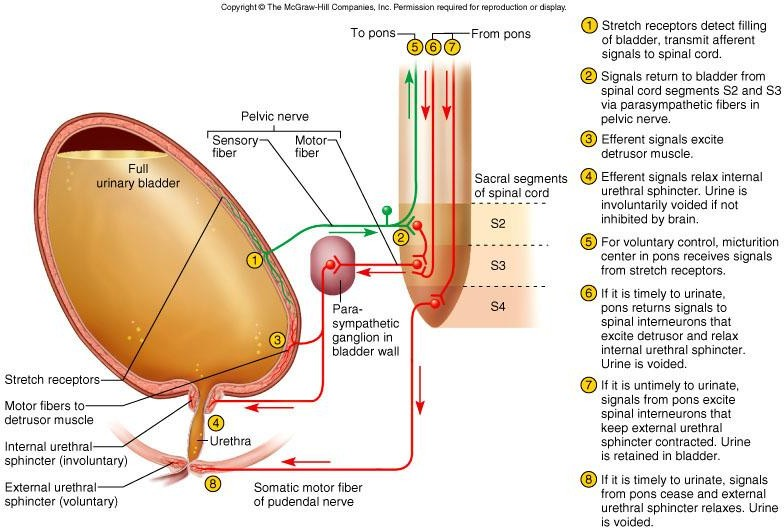 Copyright © The McGraw-Hill Companies, Inc. Permission required for reproduction or display.
To pons
5
6
7
From pons
Pelvic nerve
Sensory
fiber
Motor
fiber
Full
urinary bladder
Sacral segments
of spinal cord
S2
S3
S4
2
1
3
4
8
Para-
sympathetic
ganglion in
bladder wall
Stretch receptors
Motor fibers to
detrusor muscle
Internal urethral
sphincter (involuntary)
External urethral
sphincter (voluntary)
Urethra
Somatic motor fiber
of pudendal nerve
1 Stretch receptors detect filling
of bladder, transmit afferent
signals to spinal cord.
2 Signals return to bladder from
spinal cord segments S2 and S3
via parasympathetic fibers in
pelvic nerve.
3 Efferent signals excite
detrusor muscle.
4 Efferent signals relax internal
urethral sphincter. Urine is
involuntarily voided if not
inhibited by brain.
5 For voluntary control, micturition
center in pons receives signals
from stretch receptors.
6 If it is timely to urinate,
pons returns signals to
spinal interneurons that
excite detrusor and relax
internal urethral sphincter.
Urine is voided.
7 If it is untimely to urinate,
signals from pons excite
spinal interneurons that
keep external urethral
sphincter contracted. Urine
is retained in bladder.
8 If it is timely to urinate, signals
from pons cease and external
urethral sphincter relaxes. Urine
is voided.